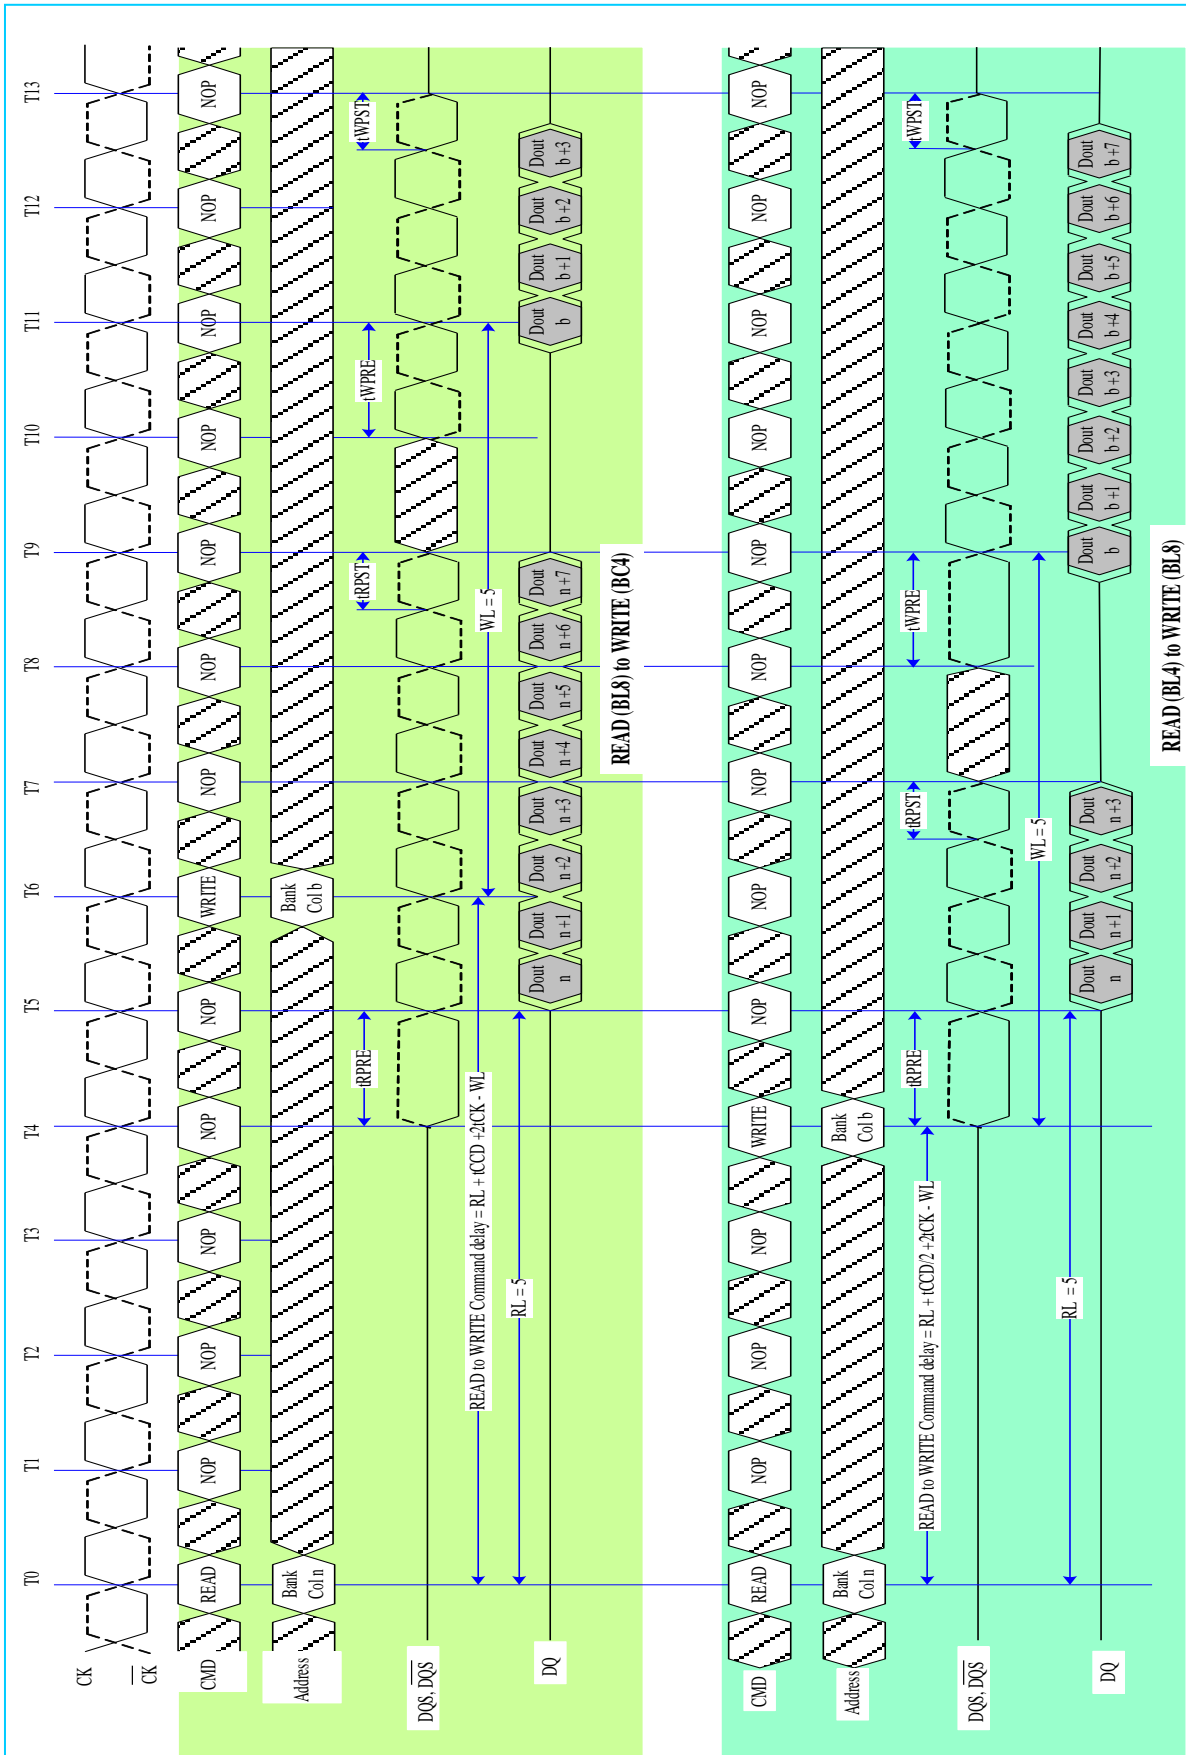 T0 T1 T2 T3 T4 T5 T6 T7 T8 T9 T10 T11 T12 T13
CK
CK
CMD READ NOP NOP NOP NOP NOP WRITE NOP NOP NOP NOP NOP NOP NOP
Address Bank Bank
Col n Col b
tRPRE tRPST tWPRE tWPST
DQS, DQS
READ to WRITE Command delay = RL + tCCD +2tCK - WL WL = 5
RL = 5
DQ
Dout Dout Dout Dout Dout Dout Dout Dout Dout Dout Dout Dout
n n+1 n+2 n+3 n+4 n+5 n+6 n+7 b b+1 b+2 b+3
READ (BL8) to WRITE (BC4)
CMD READ NOP NOP NOP WRITE NOP NOP NOP NOP NOP NOP NOP NOP NOP
Address Bank Bank
Col n Col b
READ to WRITE Command delay = RL + tCCD/2 +2tCK - WL tRPRE tRPST tWPRE tWPST
DQS, DQS
WL = 5
RL = 5
DQ
Dout Dout Dout Dout Dout Dout Dout Dout Dout Dout Dout Dout
n n+1 n+2 n+3 b b+1 b+2 b+3 b+4 b+5 b+6 b+7
READ (BL4) to WRITE (BL8)